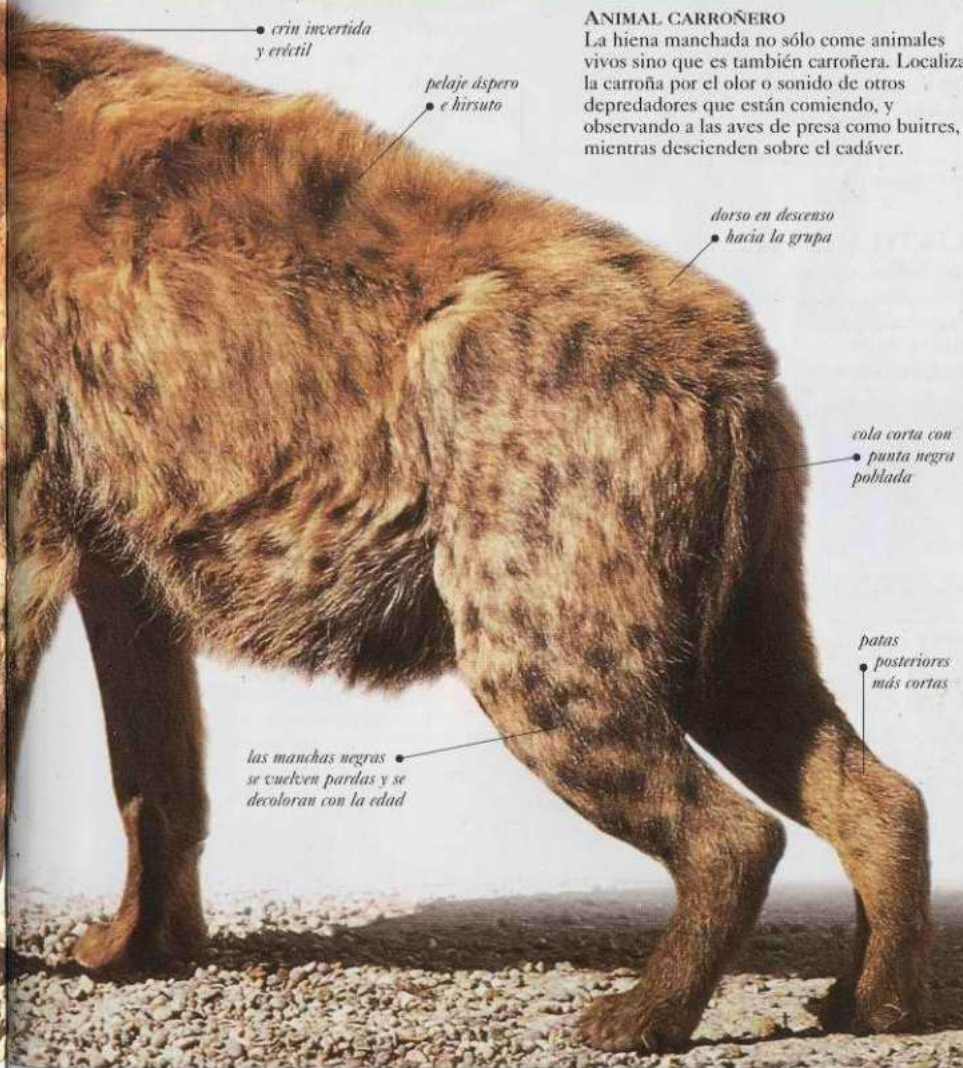 ANIMAL CARROÑERO
La hiena manchada no sólo come animales
vivos sino que es también carroñera. Localiza
la carroña por el olor o sonido de otros
depredadores que están comiendo, y
observando a las aves de presa como buitres,
mientras descienden sobre el cadáver.
crin invertida
y eréctil
pelaje áspero
e hirsuto
dorso en descenso
hacia la grupa
cola corta con
punta negra
poblada
patas
posteriores
más cortas
las manchas negras
se vuelven pardas y se
decoloran con la edad